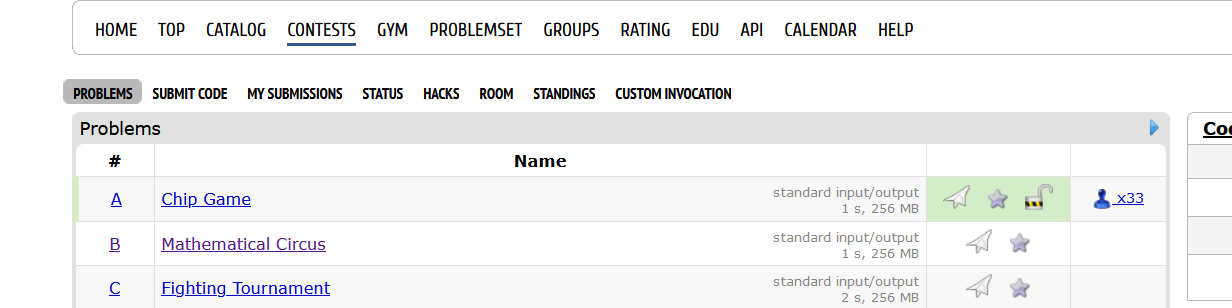 HOME TOP CATALOG CONTESTS GYM PROBLEMSET GROUPS RATING EDU API CALENDAR HELP
PROBLEMS SUBMIT CODE MY SUBMISSIONS STATUS HACKS ROOM STANDINGS CUSTOM INVOCATION
Problems
# Name
A Chip Game standard input/output
1 s, 256 MB
x33
B Mathematical Circus standard input/output
1 s, 256 MB
C Fighting Tournament standard input/output
2 s, 256 MB